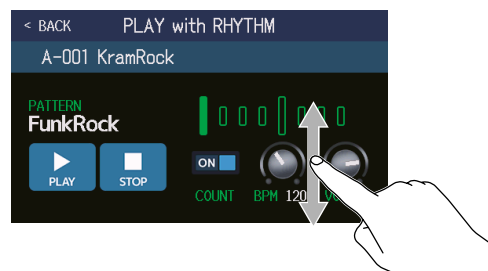 < BACK PLAY with RHYTHM
A-001 KramRock
PATTERN
FunkRock
ON
PLAY STOP
COUNT BPM 120